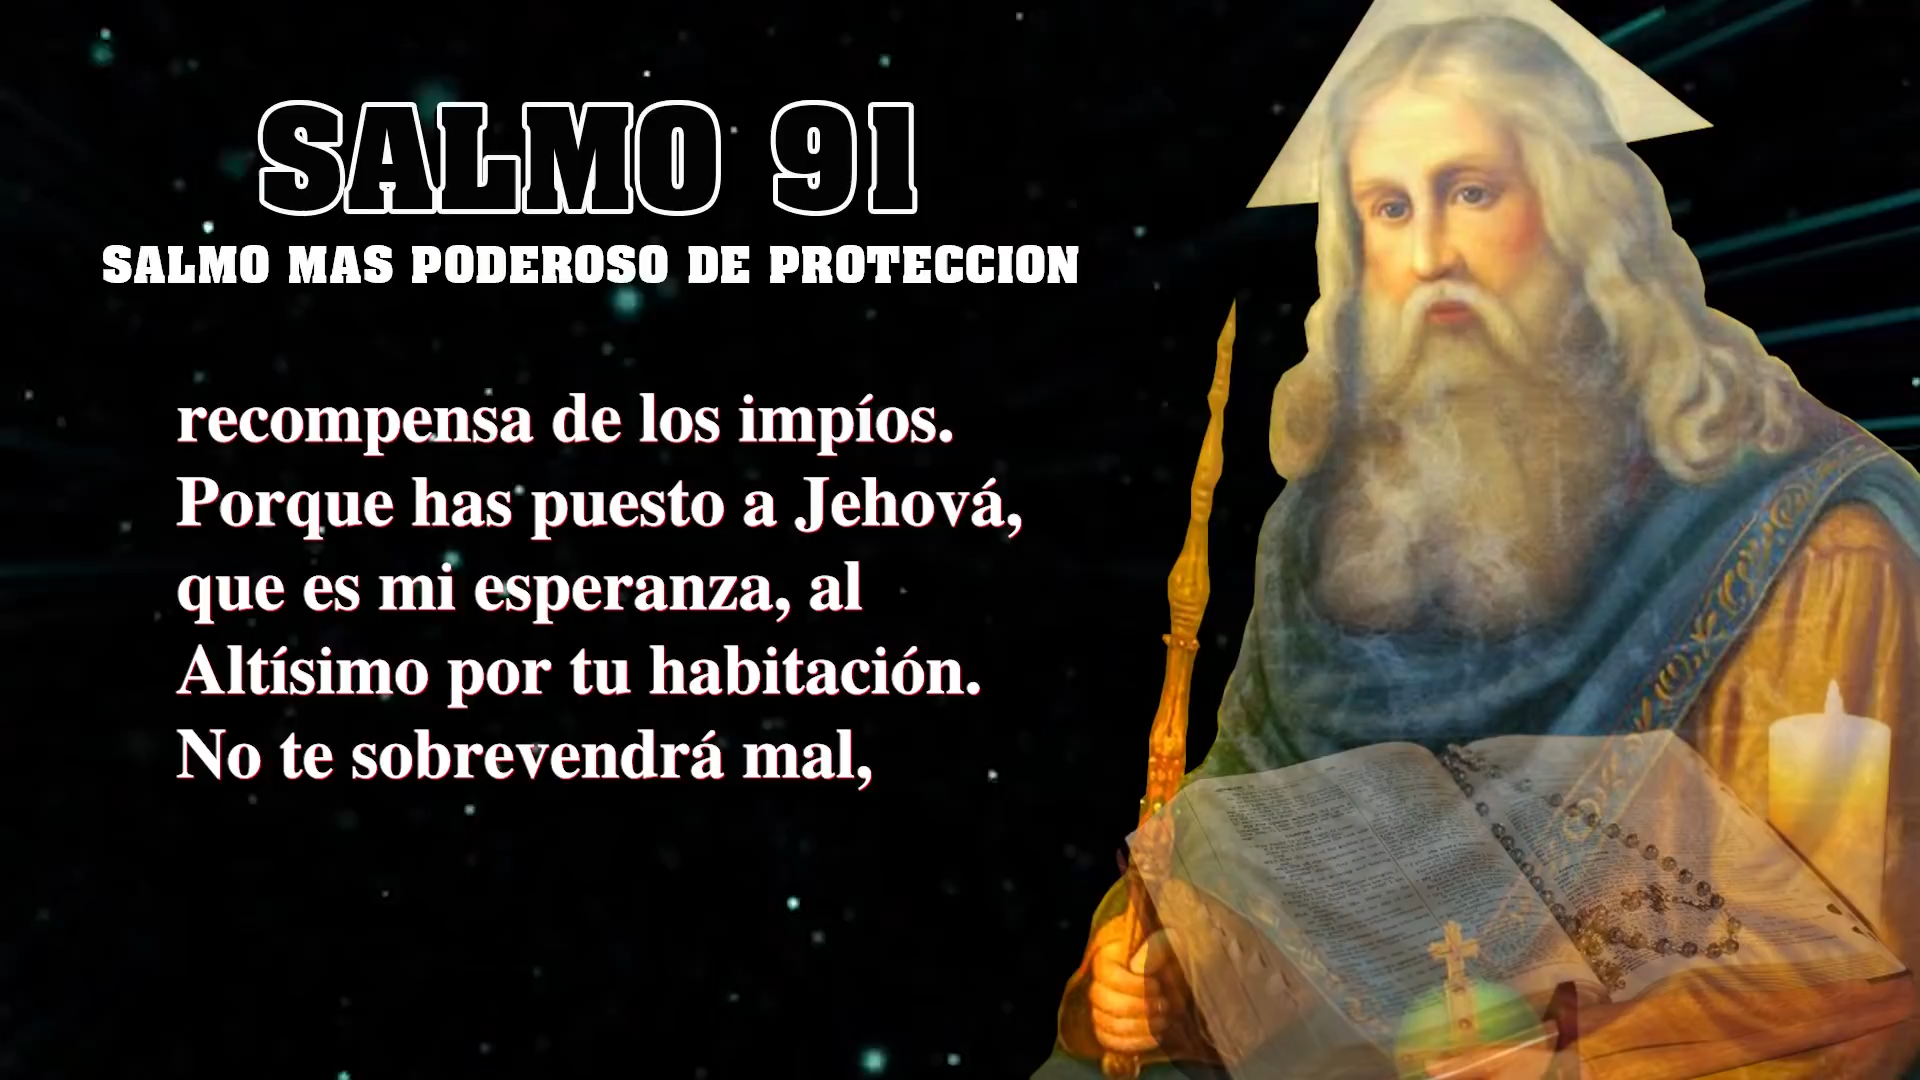 SALMO 91
SALMO MAS PODEROSO DE PROTECCION
recompensa de los impíos.
Porque has puesto a Jehová,
que es mi esperanza, al
Altísimo por tu habitación.
No te sobrevendrá mal,